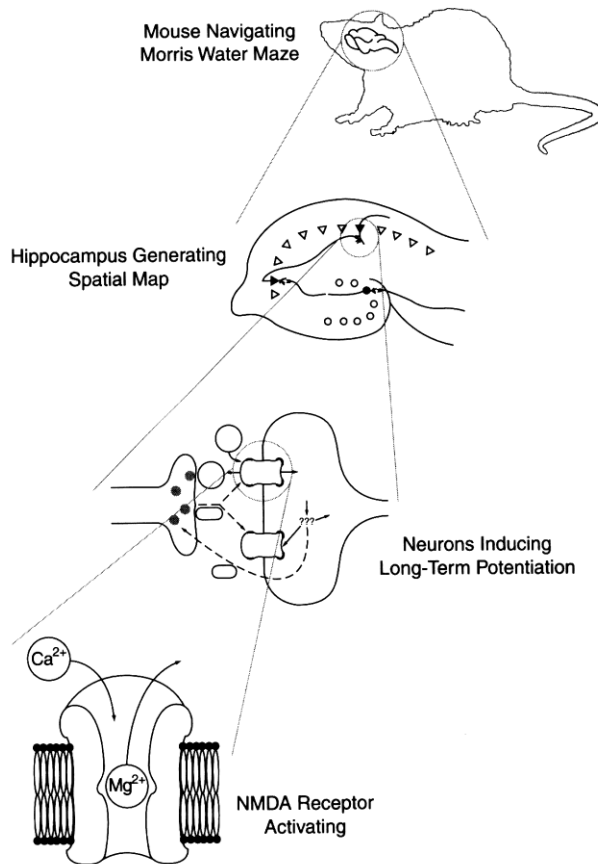 Mouse Navigating
Morris Water Maze
Hippocampus Generating
Spatial Map
???
Neurons Inducing
Long-Term Potentiation
Ca²⁺
Mg²⁺
NMDA Receptor
Activating